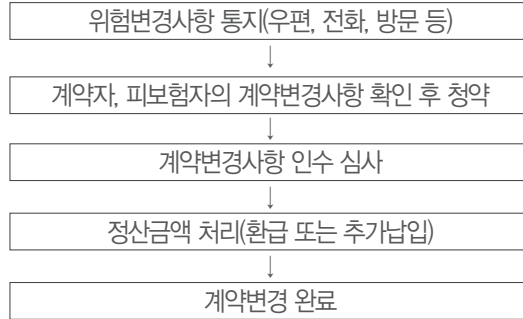 위험변경사항 통지(우편, 전화, 방문 등)
계약자, 피보험자의 계약변경사항 확인 후 청약
계약변경사항 인수 심사
정산금액 처리(환급 또는 추가납입)
계약변경 완료